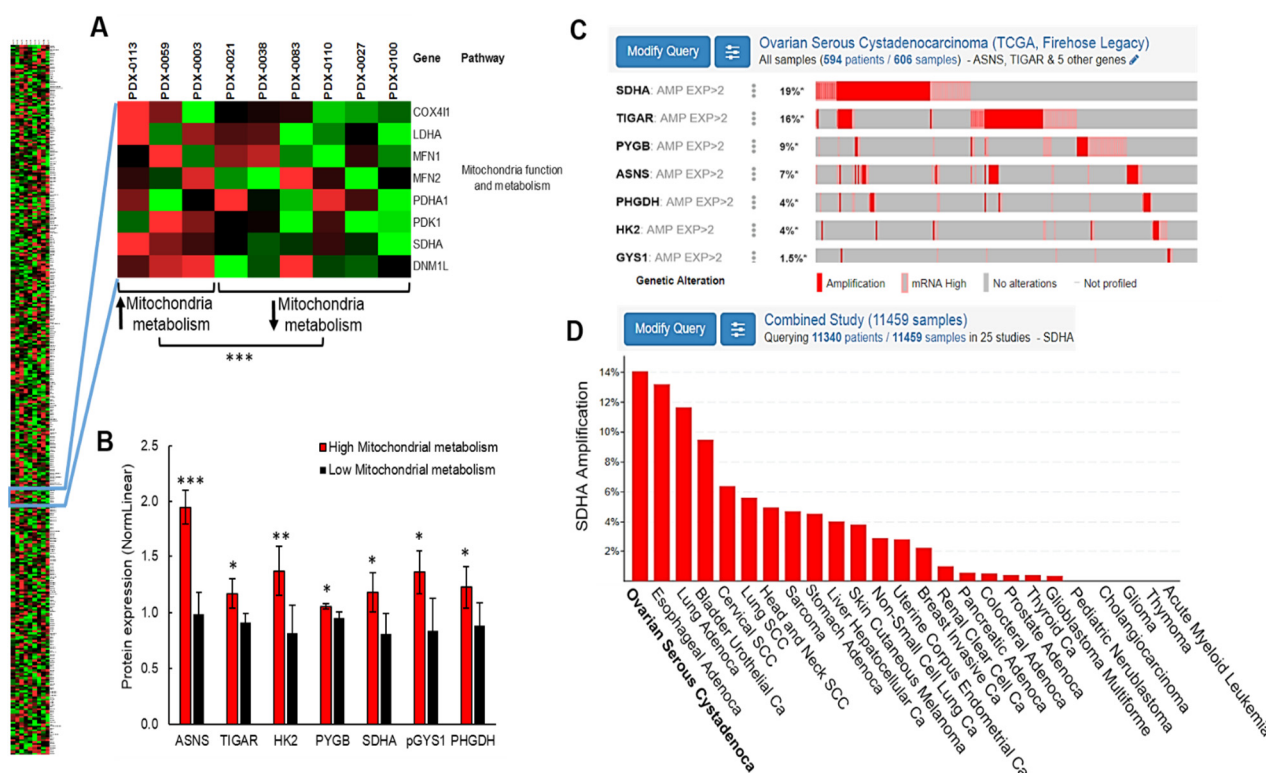 A
PDX-0113
PDX-0059
PDX-0003
PDX-0021
PDX-0038
PDX-0083
PDX-0110
PDX-0027
PDX-0100
Gene
Pathway
COX4I1
LDHA
MFN1
MFN2
PDHA1
PDK1
SDHA
DNM1L
Mitochondria function
and metabolism
Mitochondria
metabolism
Mitochondria
metabolism
***
B
Protein expression (NormLinear)
2.5
2.0
1.5
1.0
0.5
0.0
High Mitochondrial metabolism
Low Mitochondrial metabolism
***
*
**
*
*
*
*
ASNS
TIGAR
HK2
PYGB
SDHA
pGYS1
PHGDH
C
Modify Query
Ovarian Serous Cystadenocarcinoma (TCGA, Firehose Legacy)
All samples (594 patients / 606 samples) - ASNS, TIGAR & 5 other genes
SDHA: AMP EXP>2 19%*
TIGAR: AMP EXP>2 16%*
PYGB: AMP EXP>2 9%*
ASNS: AMP EXP>2 7%*
PHGDH: AMP EXP>2 4%*
HK2: AMP EXP>2 4%*
GYS1: AMP EXP>2 1.5%*
Genetic Alteration
Amplification
mRNA High
No alterations
Not profiled
D
Modify Query
Combined Study (11459 samples)
Querying 11340 patients / 11459 samples in 25 studies - SDHA
SDHA Amplification
14%
12%
10%
8%
6%
4%
2%
Ovarian Serous Cystadenoca
Esophageal Adenoca
Lung Adenoca
Bladder Urothelial Ca
Cervical SCC
Lung SCC
Head and Neck SCC
Sarcoma
Stomach Adenoca
Liver Hepatocellular Ca
Skin Cutaneous Melanoma
Non-Small Cell Lung Ca
Uterine Corpus Endometrial Ca
Breast Invasive Ca
Renal Clear Cell Ca
Pancreatic Adenoca
Colocteral Adenoca
Prostate Adenoca
Thyroid Ca
Glioblastoma Multiforme
Pediatric Nerublastoma
Cholangiocarcinoma
Glioma
Thymoma
Acute Myeloid Leukemia